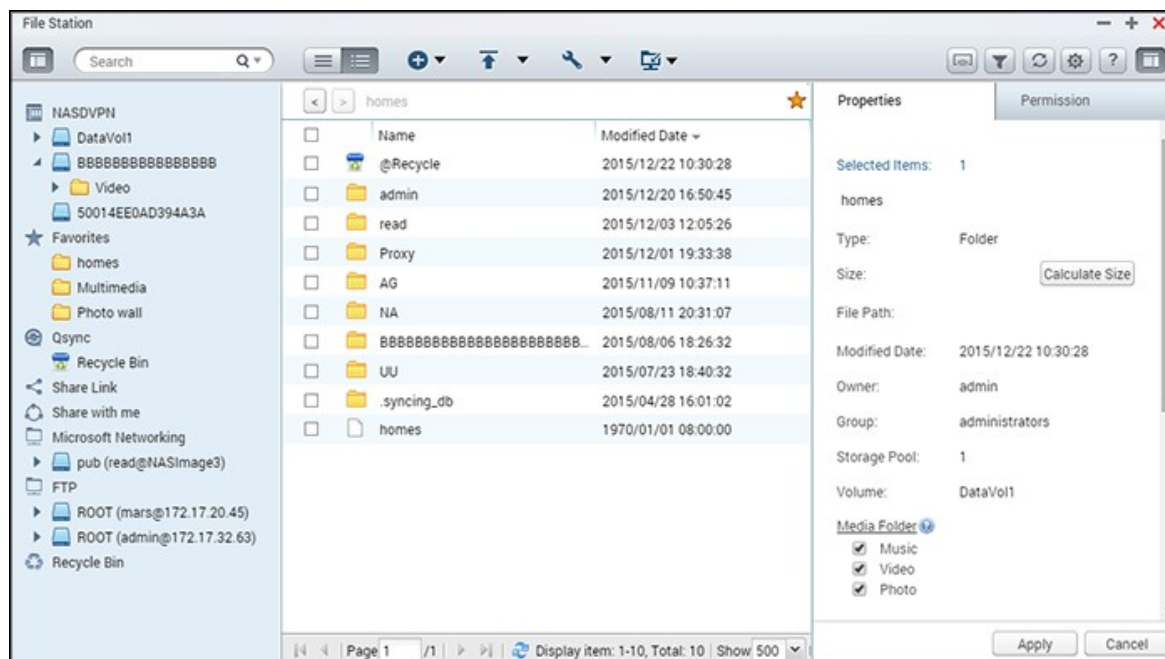 File Station
Search
NASDVPN
DataVol1
BBBBBBBBBBBBBBBB
Video
50014EE0AD394A3A
Favorites
homes
Multimedia
Photo wall
Qsync
Recycle Bin
Share Link
Share with me
Microsoft Networking
pub (read@NASImage3)
FTP
ROOT (mars@172.17.20.45)
ROOT (admin@172.17.32.63)
Recycle Bin
homes
Name Modified Date
@Recycle 2015/12/22 10:30:28
admin 2015/12/20 16:50:45
read 2015/12/03 12:05:26
Proxy 2015/12/01 19:33:38
AG 2015/11/09 10:37:11
NA 2015/08/11 20:31:07
BBBBBBBBBBBBBBBBBBBBBBB... 2015/08/06 18:26:32
UU 2015/07/23 18:40:32
.syncing_db 2015/04/28 16:01:02
homes 1970/01/01 08:00:00
Page 1 /1 Display item: 1-10, Total: 10 Show 500
Properties Permission
Selected Items: 1
homes
Type: Folder
Size: Calculate Size
File Path:
Modified Date: 2015/12/22 10:30:28
Owner: admin
Group: administrators
Storage Pool: 1
Volume: DataVol1
Media Folder
Music
Video
Photo
Apply Cancel